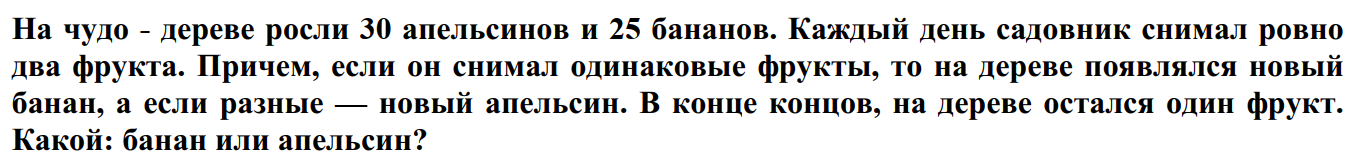 На чудо - дереве росли 30 апельсинов и 25 бананов. Каждый день садовник снимал ровно
два фрукта. Причем, если он снимал одинаковые фрукты, то на дереве появлялся новый
банан, а если разные — новый апельсин. В конце концов, на дереве остался один фрукт.
Какой: банан или апельсин?